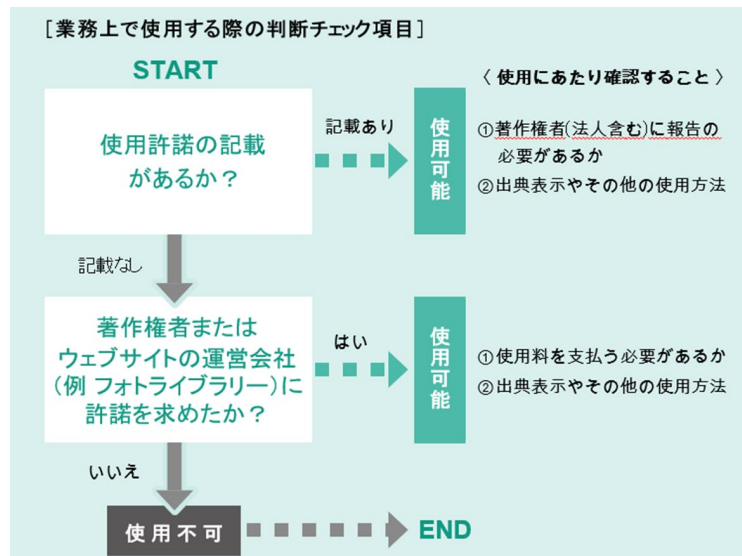 ［業務上で使用する際の判断チェック項目］
START
使用許諾の記載
があるか？
記載あり
使用可能
〈 使用にあたり確認すること 〉
①著作権者(法人含む)に報告の
必要があるか
②出典表示やその他の使用方法
記載なし
著作権者または
ウェブサイトの運営会社
(例 フォトライブラリー)に
許諾を求めたか？
はい
使用可能
①使用料を支払う必要があるか
②出典表示やその他の使用方法
いいえ
使用不可
END